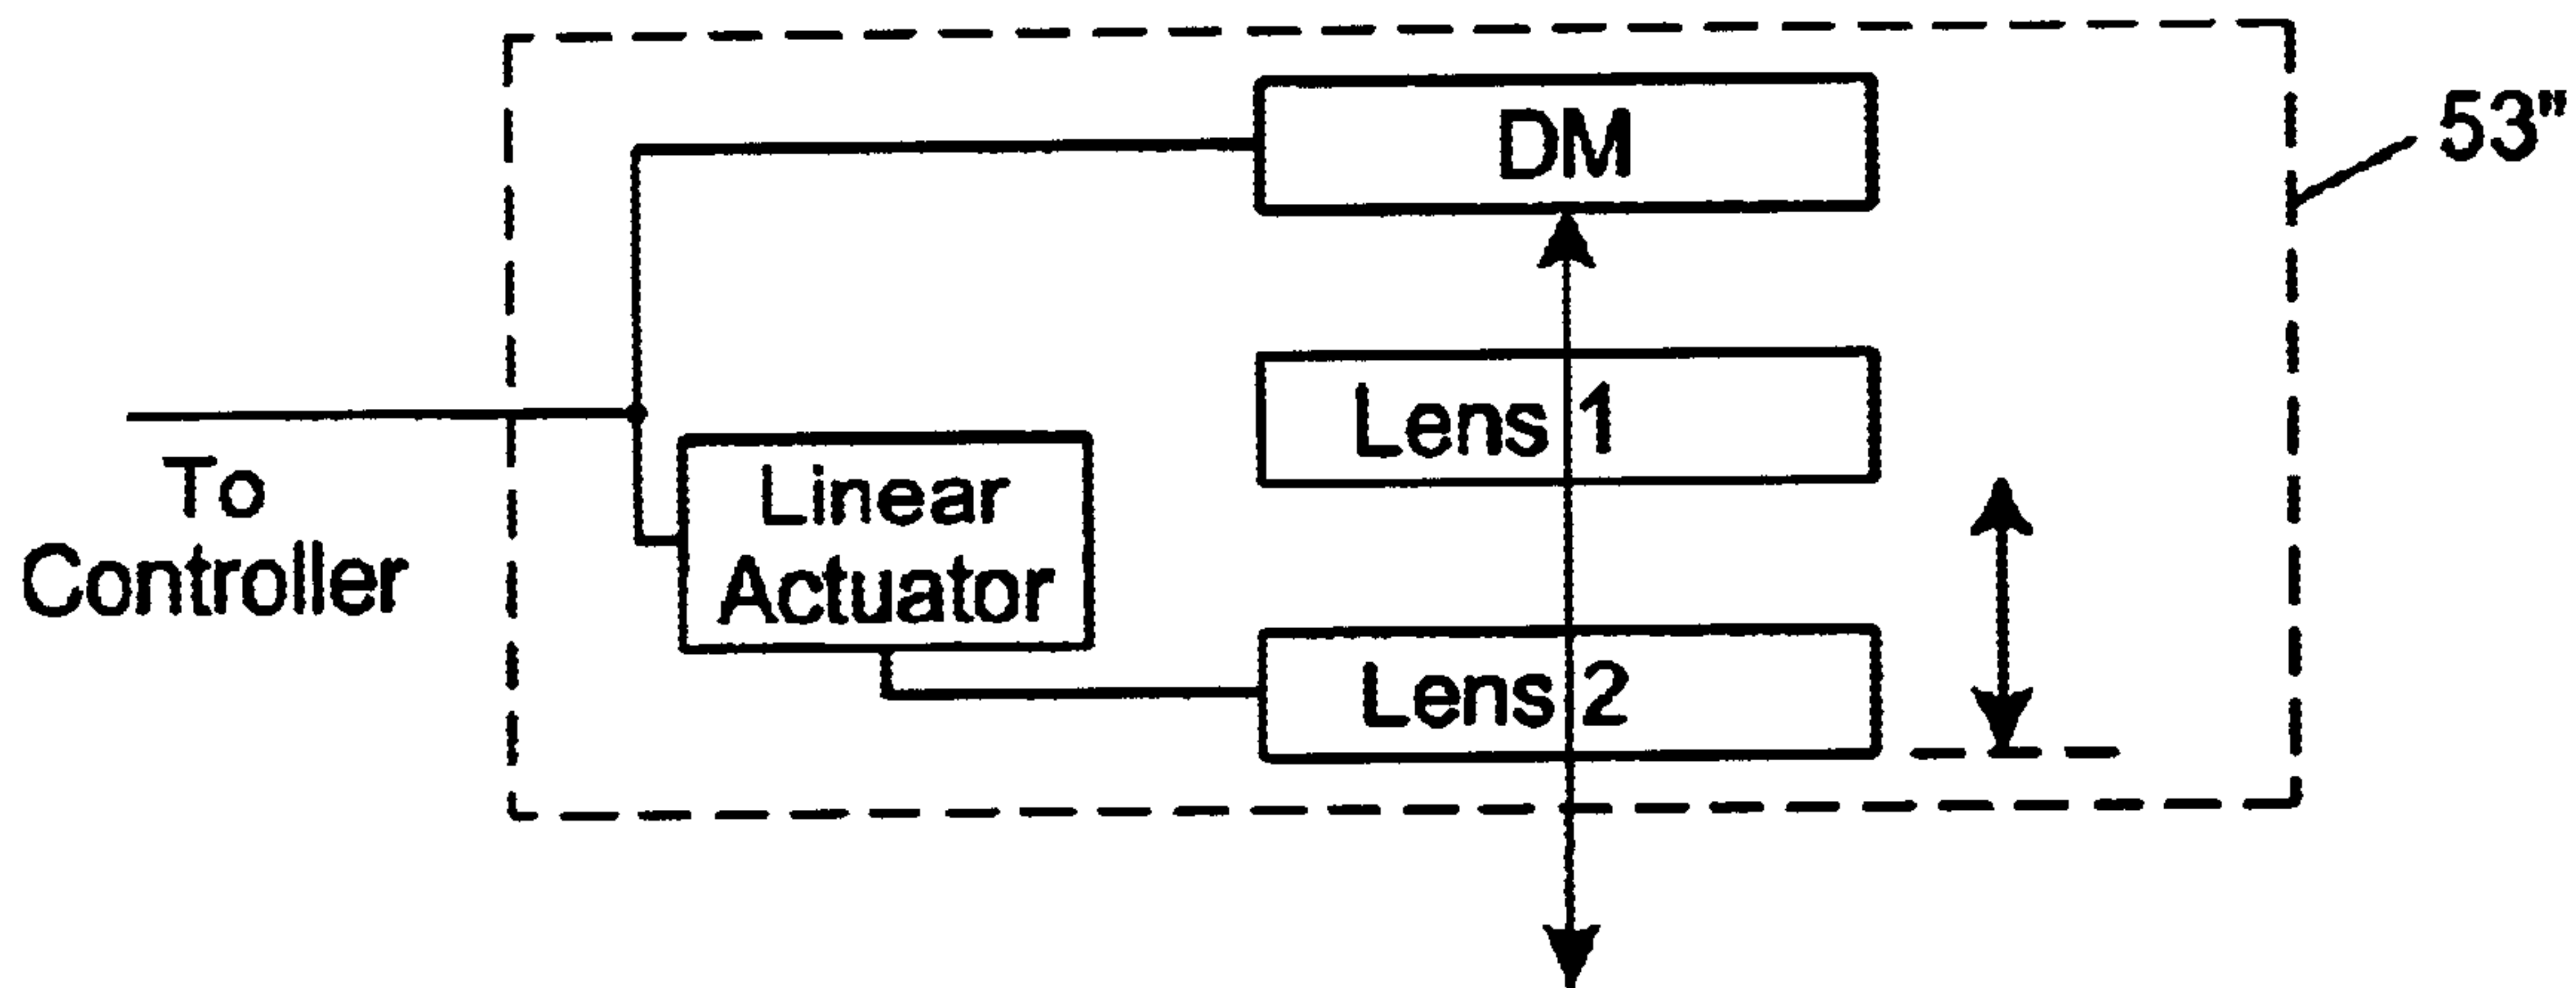 DM
53"
Lens 1
To
Controller
Linear
Actuator
Lens 2